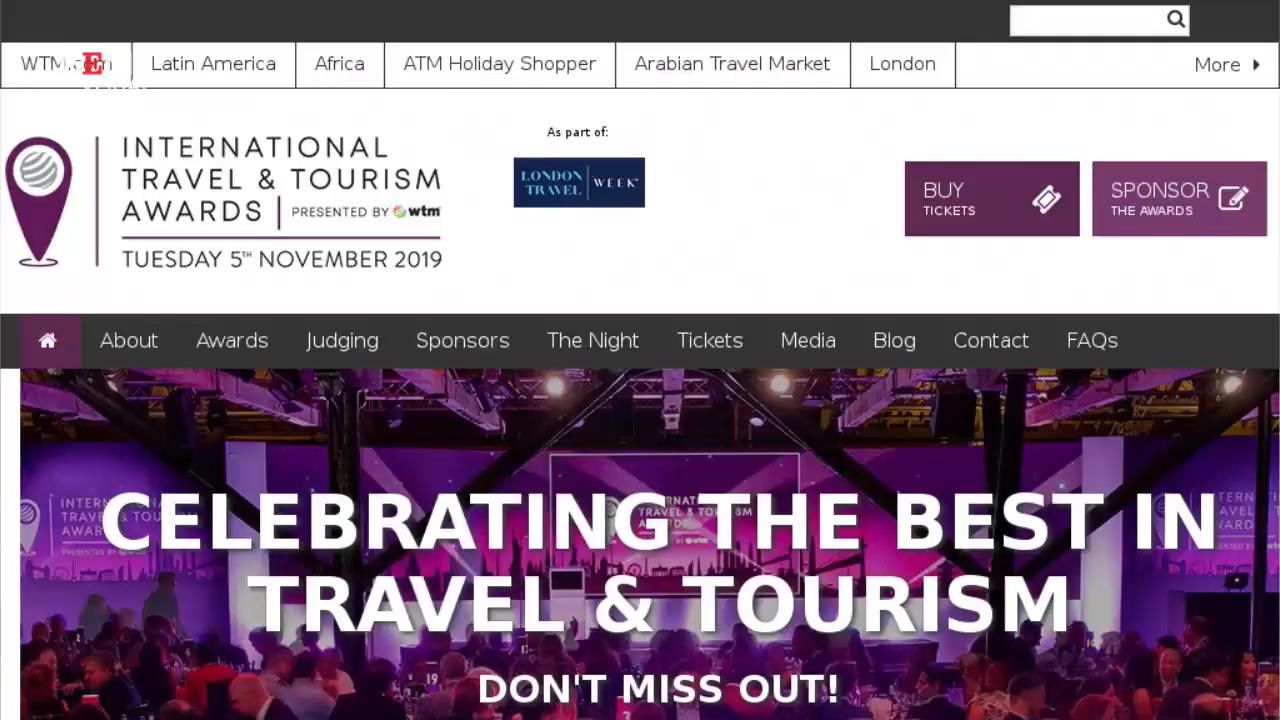 WTM.com
Latin America
Africa
ATM Holiday Shopper
Arabian Travel Market
London
More
INTERNATIONAL
TRAVEL & TOURISM
AWARDS
PRESENTED BY wtm
TUESDAY 5TH NOVEMBER 2019
As part of:
LONDON
TRAVEL
WEEK
BUY
TICKETS
SPONSOR
THE AWARDS
About
Awards
Judging
Sponsors
The Night
Tickets
Media
Blog
Contact
FAQs
CELEBRATING THE BEST IN
TRAVEL & TOURISM
DON'T MISS OUT!
19